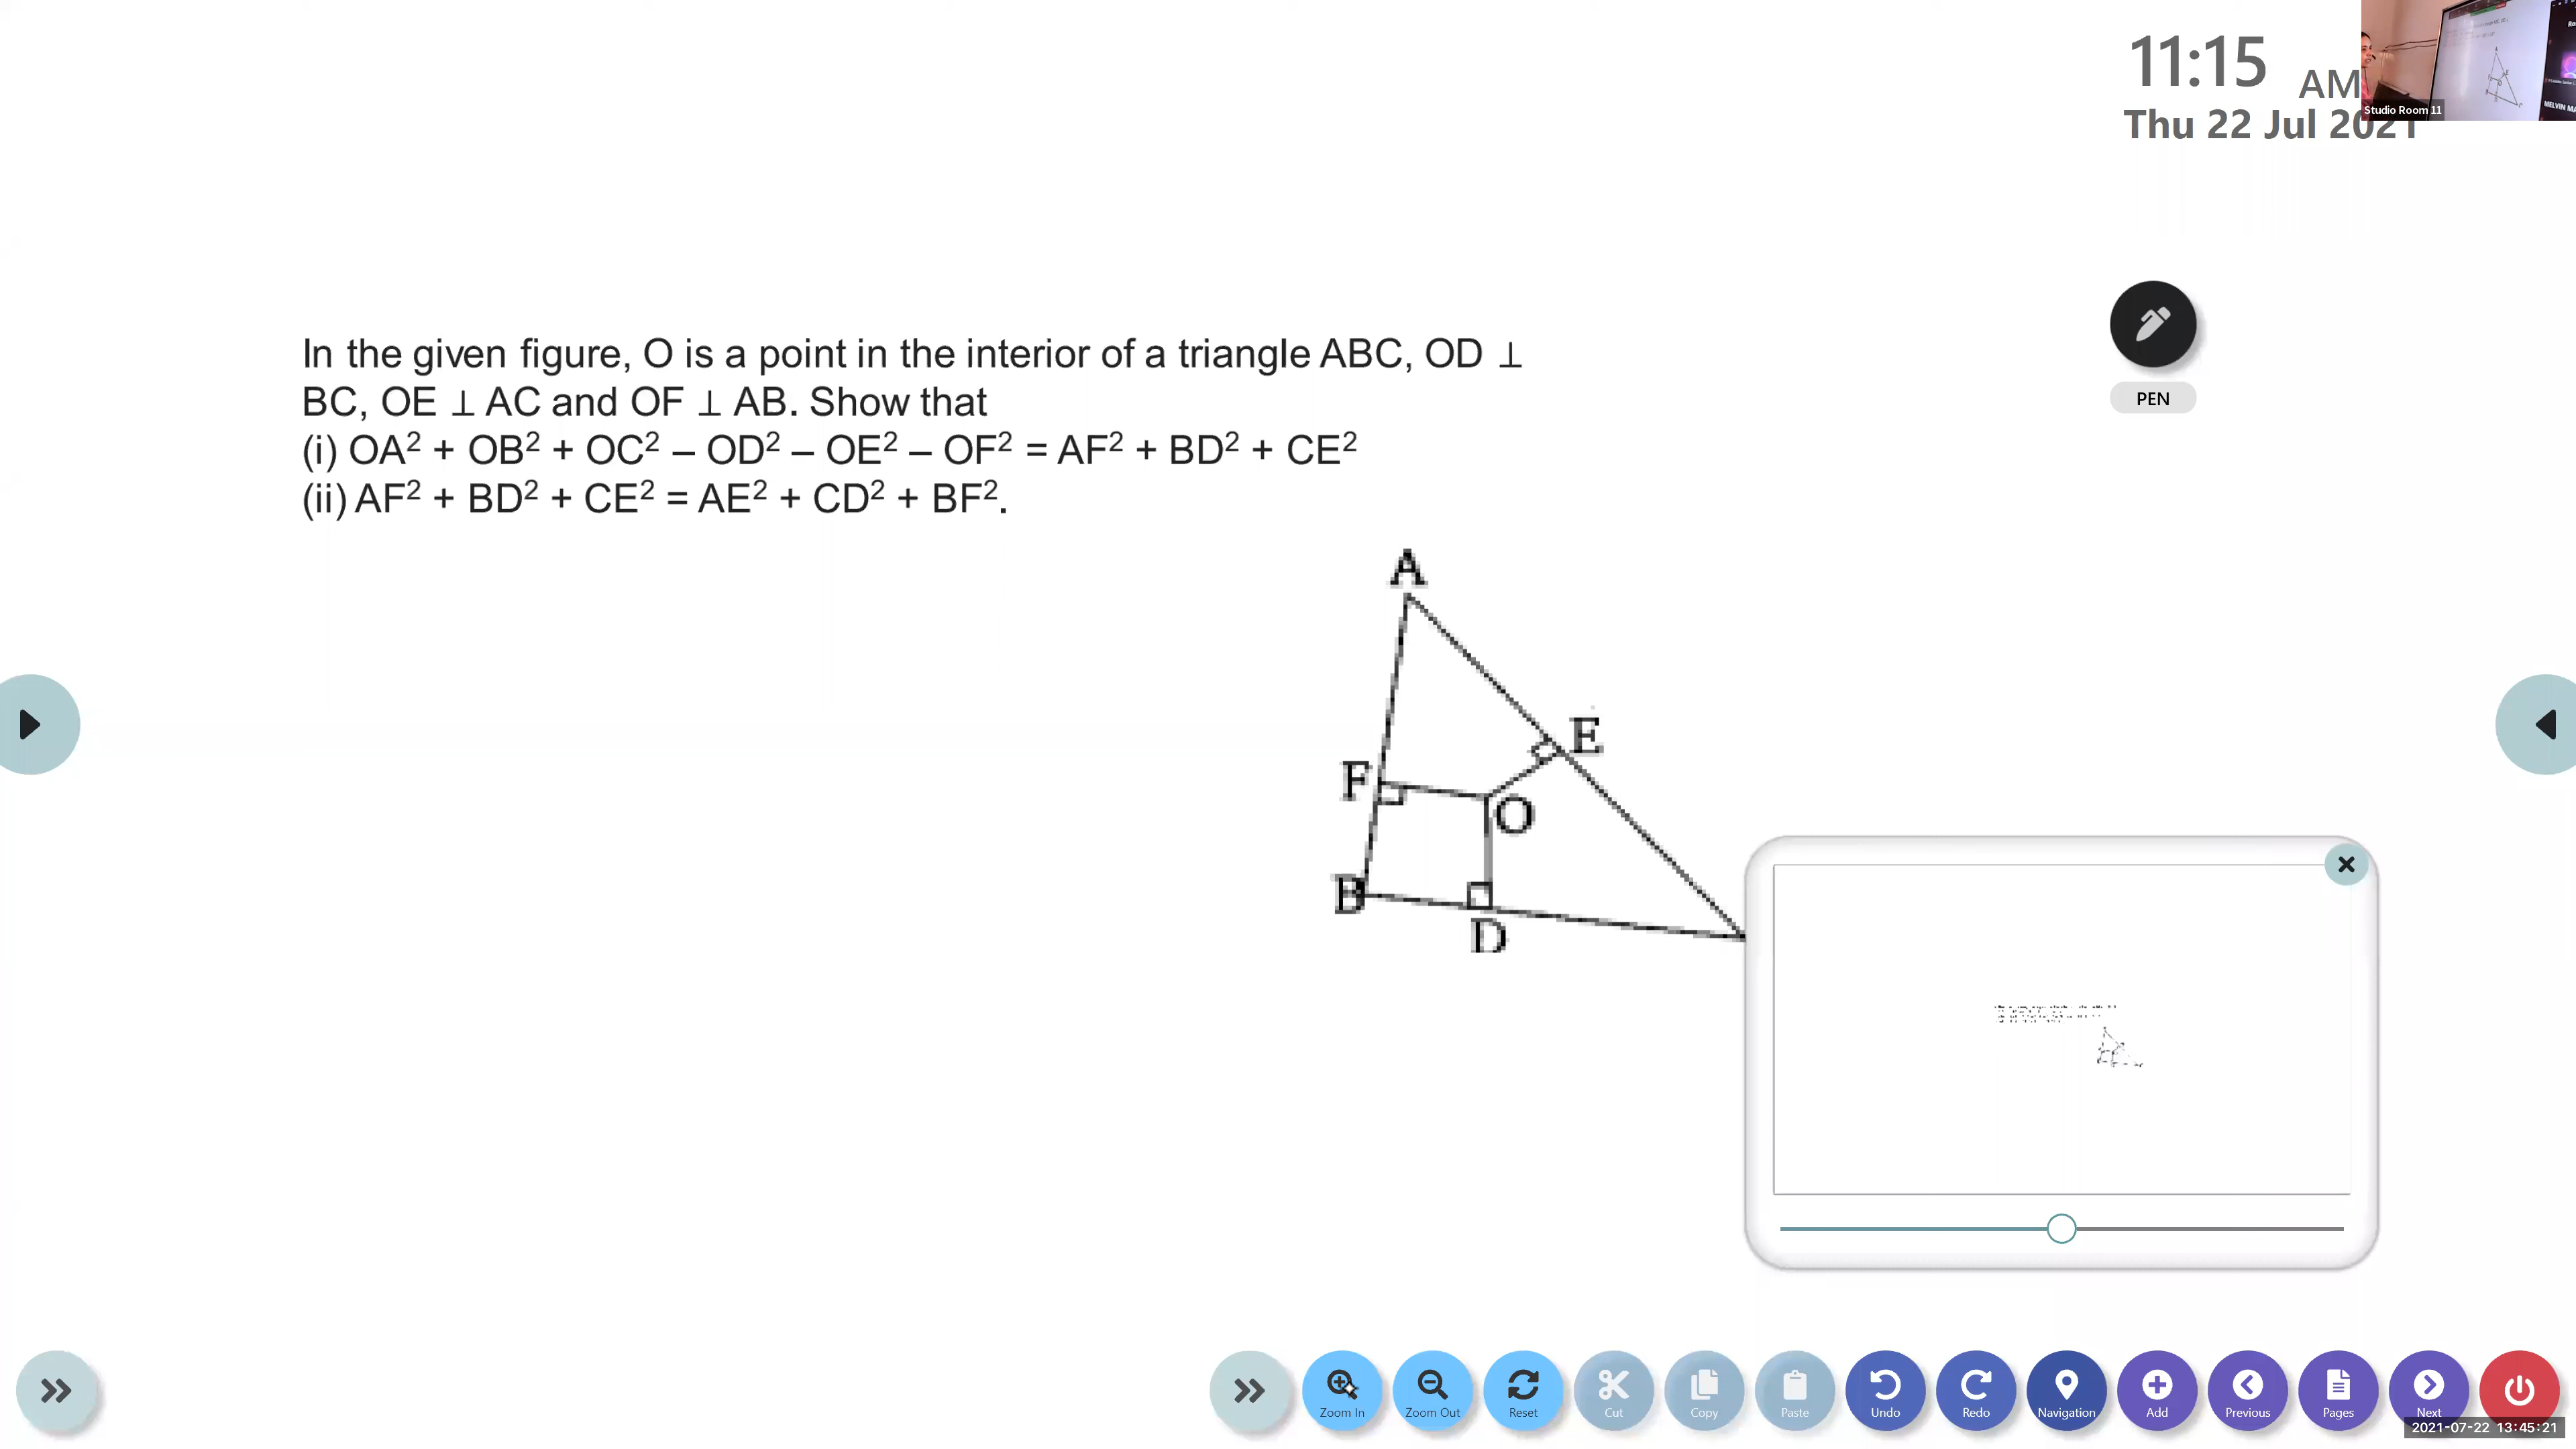 11:15 AM
Thu 22 Jul 2021
Studio Room 11
In the given figure, O is a point in the interior of a triangle ABC, OD ⊥
BC, OE ⊥ AC and OF ⊥ AB. Show that
(i) OA² + OB² + OC² – OD² – OE² – OF² = AF² + BD² + CE²
(ii) AF² + BD² + CE² = AE² + CD² + BF².
PEN
A
E
F
O
B
D
Zoom In
Zoom Out
Reset
Cut
Copy
Paste
Undo
Redo
Navigation
Add
Previous
Pages
Next
2021-07-22 13:45:21